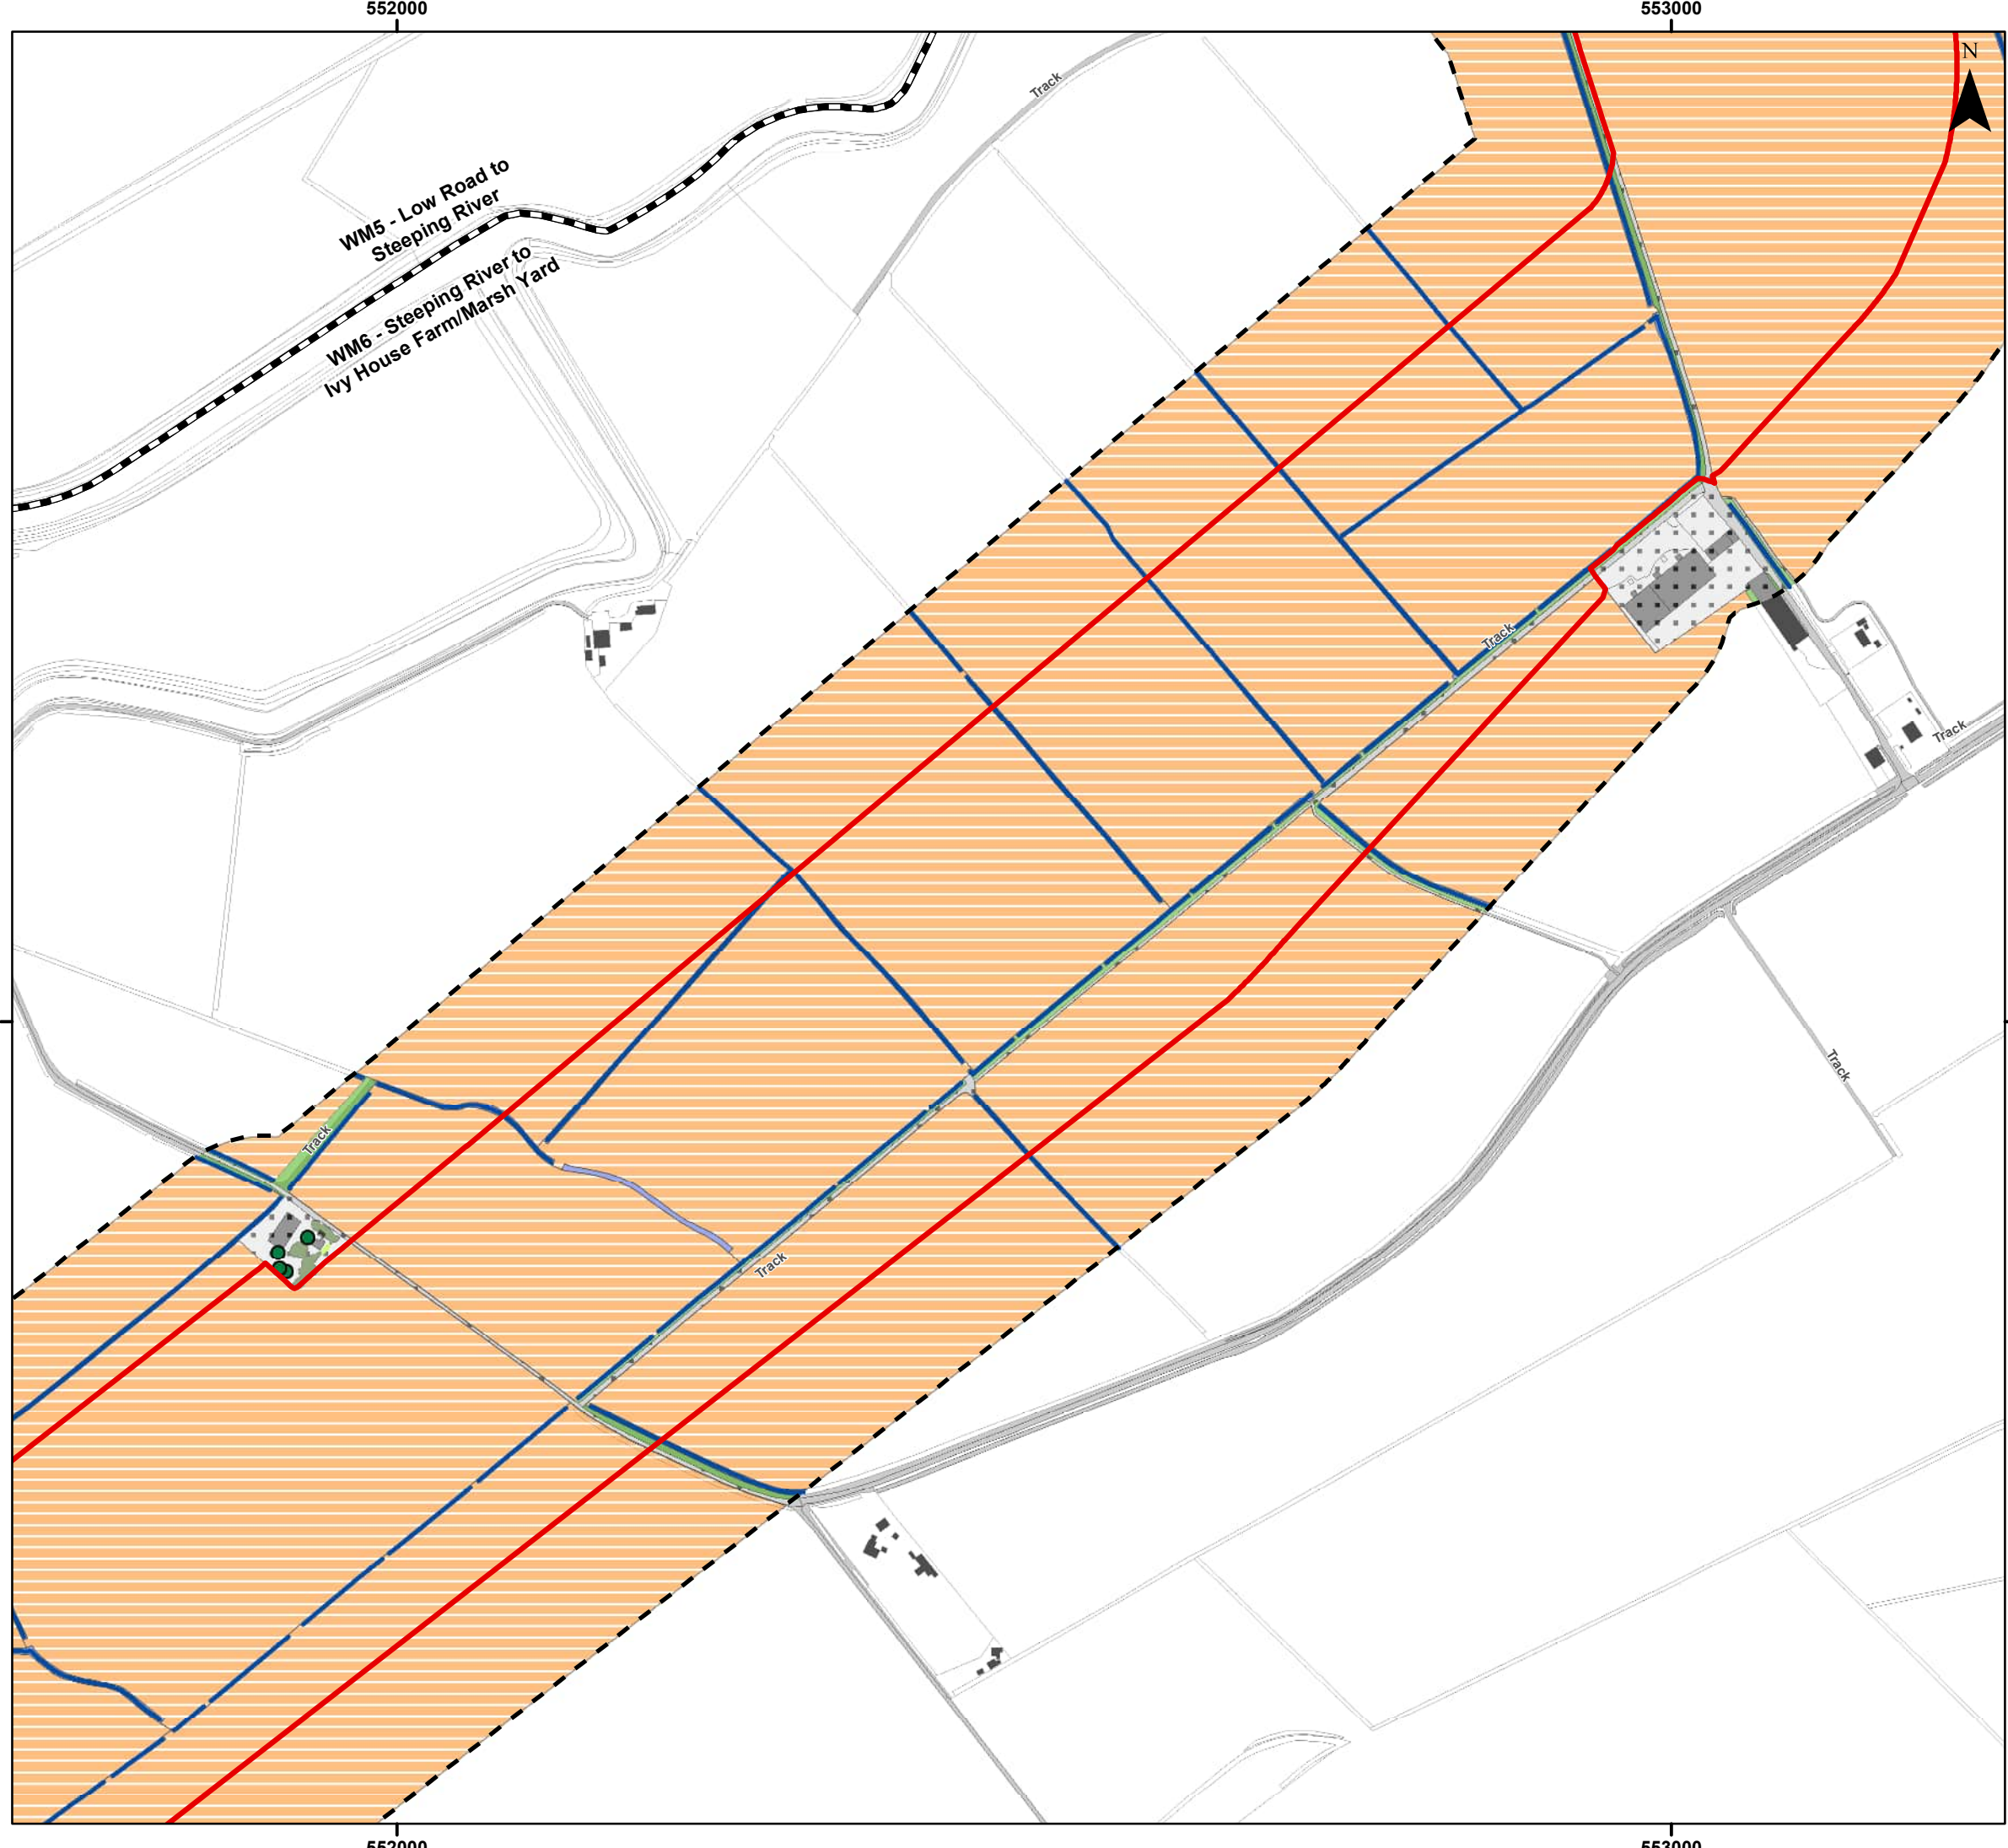 552000
553000
N
Track
WM5 - Low Road to
Steeping River
WM6 - Steeping River to
Ivy House Farm/Marsh Yard
Track
Track
Track
Track
Track
552000
553000